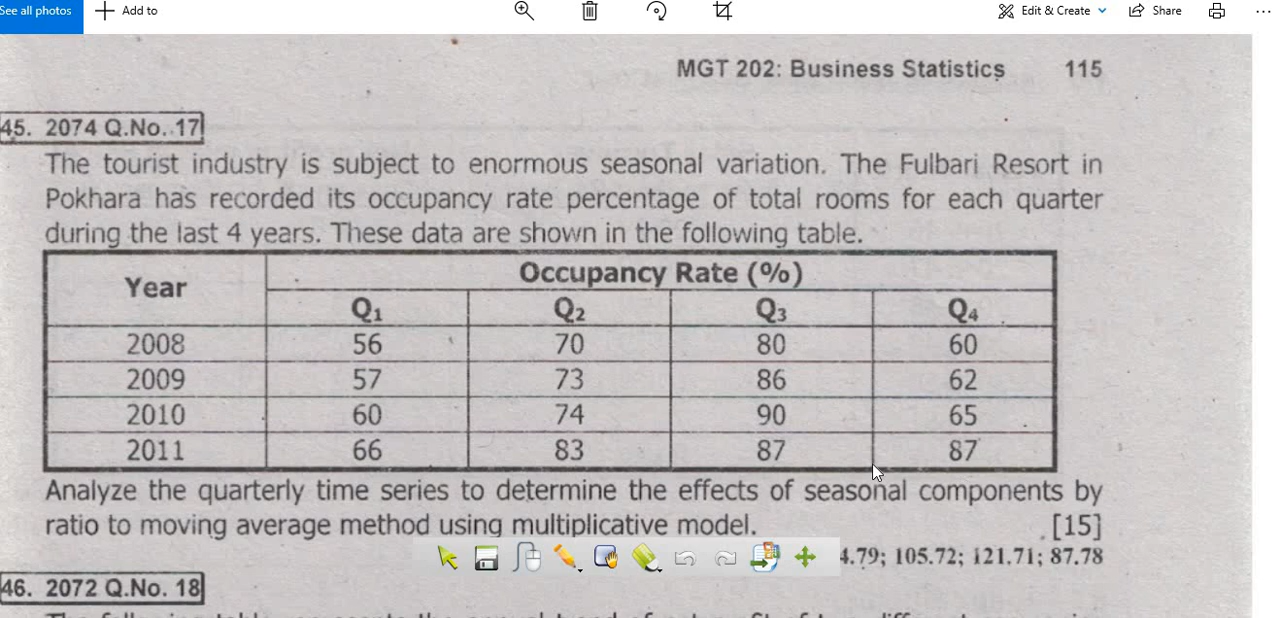 See all photos
Add to
Edit & Create
Share
MGT 202: Business Statistics 115
45. 2074 Q.No. 17
The tourist industry is subject to enormous seasonal variation. The Fulbari Resort in
Pokhara has recorded its occupancy rate percentage of total rooms for each quarter
during the last 4 years. These data are shown in the following table.
Year Occupancy Rate (%)
Q1 Q2 Q3 Q4
2008 56 70 80 60
2009 57 73 86 62
2010 60 74 90 65
2011 66 83 87 87
Analyze the quarterly time series to determine the effects of seasonal components by
ratio to moving average method using multiplicative model. [15]
4.79; 105.72; 121.71; 87.78
46. 2072 Q.No. 18